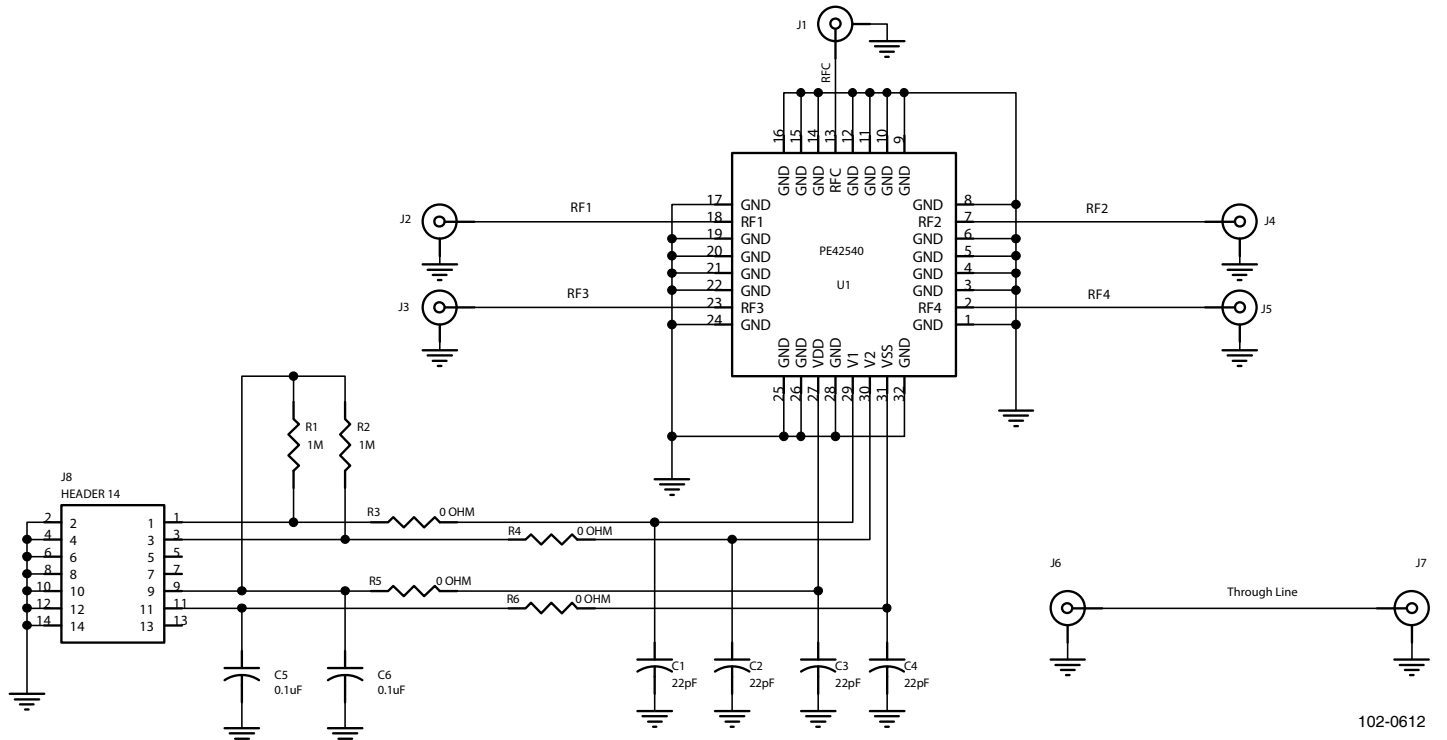 J1
RFC
16 15 14 13 12 11 10 9
GND GND GND RFC GND GND GND GND
17 GND
18 RF1
19 GND
20 GND
21 GND
22 GND
23 RF3
24 GND
GND 8
RF2 7
GND 6
GND 5
GND 4
GND 3
RF4 2
GND 1
PE42540
U1
GND GND VDD GND V1 V2 VSS GND
25 26 27 28 29 30 31 32
J2
RF1
J3
RF3
RF2
J4
RF4
J5
R1
1M
R2
1M
J8
HEADER 14
2 2 1 1
4 4 3 3
6 6 5 5
8 8 7 7
10 10 9 9
12 12 11 11
14 14 13 13
R3 0 OHM
R4 0 OHM
R5 0 OHM
R6 0 OHM
C5
0.1uF
C6
0.1uF
C1
22pF
C2
22pF
C3
22pF
C4
22pF
J6
Through Line
J7
102-0612